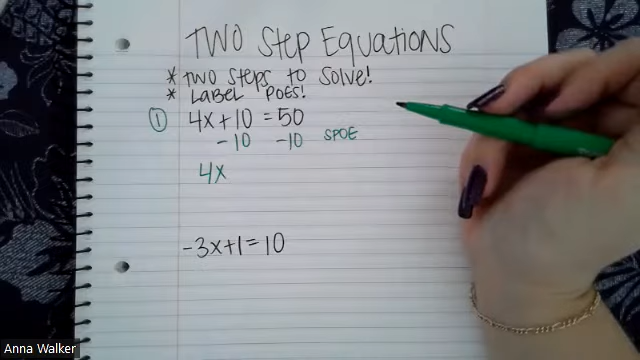 TWO Step Equations
* TWO Steps to Solve!
* LABEL POES!
① 4x + 10 = 50
- 10 - 10 SPOE
4x
-3x+1=10
Anna Walker